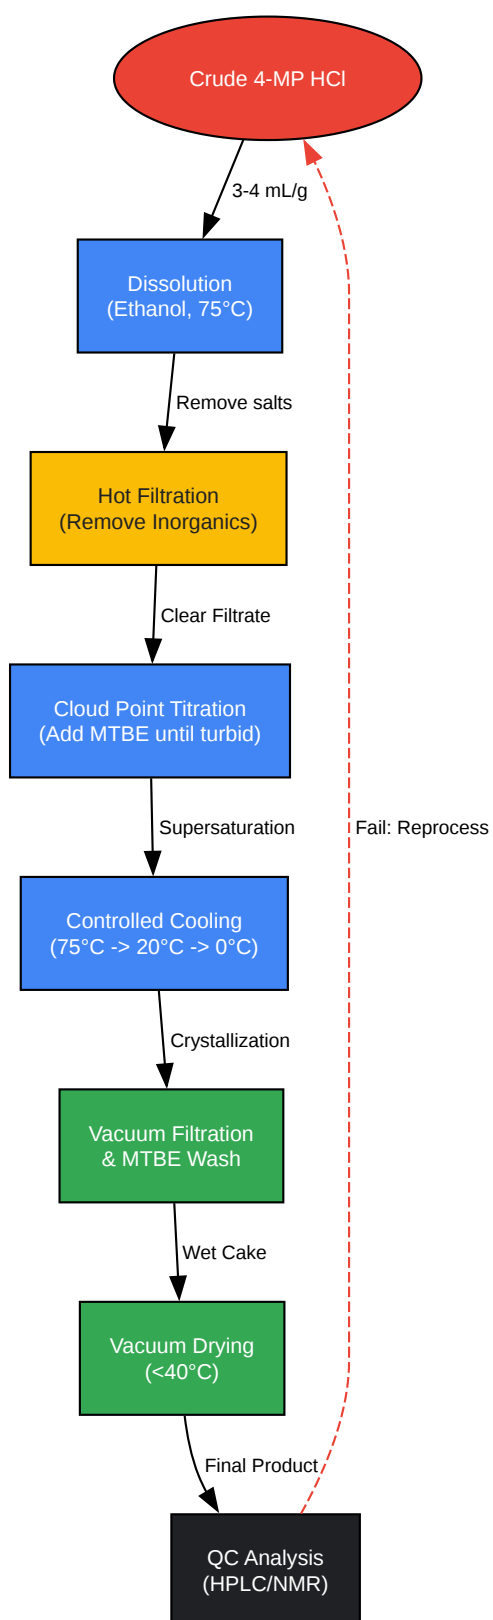 Crude 4-MP HCl
3-4 mL/g
Dissolution
(Ethanol, 75°C)
Remove salts
Hot Filtration
(Remove Inorganics)
Clear Filtrate
Cloud Point Titration
(Add MTBE until turbid)
Supersaturation
Fail: Reprocess
Controlled Cooling
(75°C -> 20°C -> 0°C)
Crystallization
Vacuum Filtration
& MTBE Wash
Wet Cake
Vacuum Drying
(<40°C)
Final Product
QC Analysis
(HPLC/NMR)